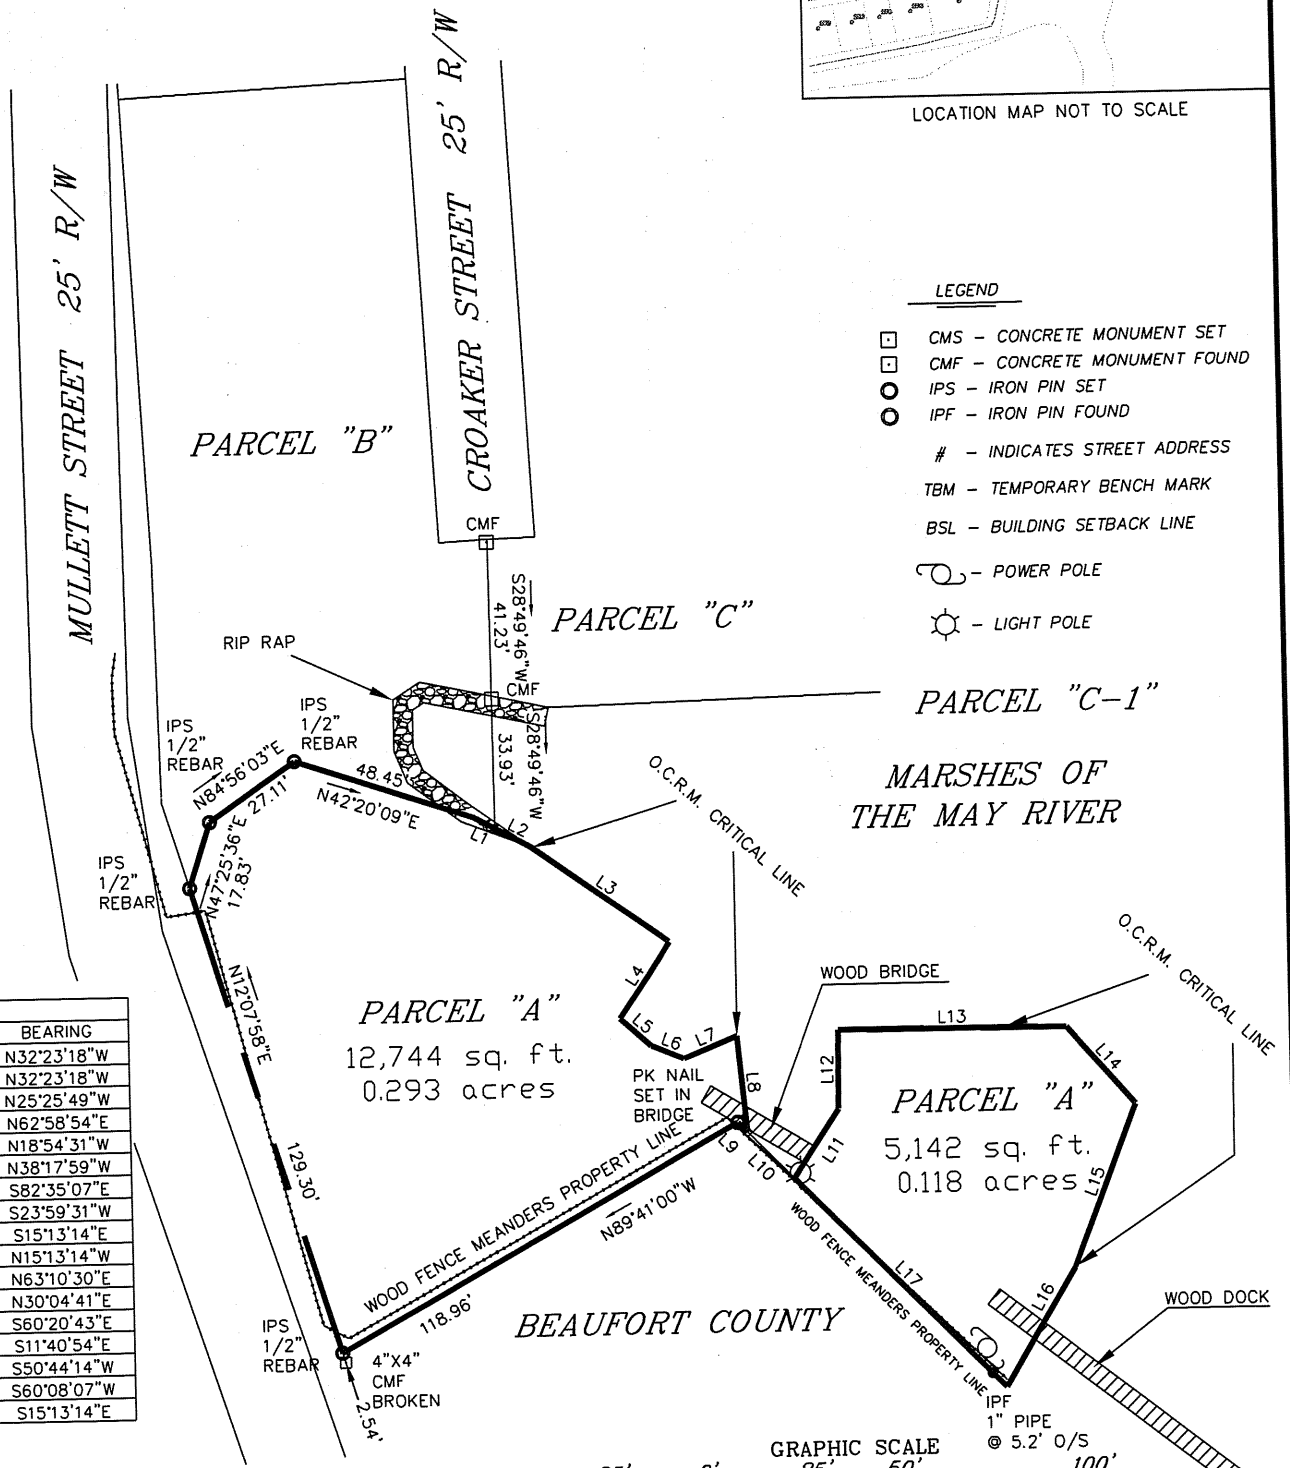 LOCATION MAP NOT TO SCALE
MULLETT STREET 25' R/W
CROAKER STREET 25' R/W
LEGEND
CMS - CONCRETE MONUMENT SET
CMF - CONCRETE MONUMENT FOUND
IPS - IRON PIN SET
IPF - IRON PIN FOUND
# - INDICATES STREET ADDRESS
TBM - TEMPORARY BENCH MARK
BSL - BUILDING SETBACK LINE
- POWER POLE
- LIGHT POLE
PARCEL "B"
CMF
S28°49'46"W
41.23'
PARCEL "C"
RIP RAP
CMF
PARCEL "C-1"
S28°49'46"W
33.93'
MARSHES OF
THE MAY RIVER
IPS
1/2"
REBAR
IPS
1/2"
REBAR
N84°56'03"E
27.11'
48.45'
N42°20'09"E
L1
L2
O.C.R.M. CRITICAL LINE
IPS
1/2"
REBAR
N47°25'36"E
17.83'
L3
L4
L5
L6
L7
L8
O.C.R.M. CRITICAL LINE
WOOD BRIDGE
N12°07'58"E
129.30'
PARCEL "A"
12,744 sq. ft.
0.293 acres
PK NAIL
SET IN
BRIDGE
L9
L10
L11
L12
L13
L14
L15
L16
L17
PARCEL "A"
5,142 sq. ft.
0.118 acres
WOOD FENCE MEANDERS PROPERTY LINE
N89°41'00"W
118.96'
WOOD FENCE MEANDERS PROPERTY LINE
BEAUFORT COUNTY
WOOD DOCK
IPS
1/2"
REBAR
4"X4"
CMF
BROKEN
2.54'
IPF
1" PIPE
@ 5.2' O/S
BEARING
N32°23'18"W
N32°23'18"W
N25°25'49"W
N62°58'54"E
N18°54'31"W
N38°17'59"W
S82°35'07"E
S23°59'31"W
S15°13'14"E
N15°13'14"W
N63°10'30"E
N30°04'41"E
S60°20'43"E
S11°40'54"E
S50°44'14"W
S60°08'07"W
S15°13'14"E
GRAPHIC SCALE
25' 50' 100'